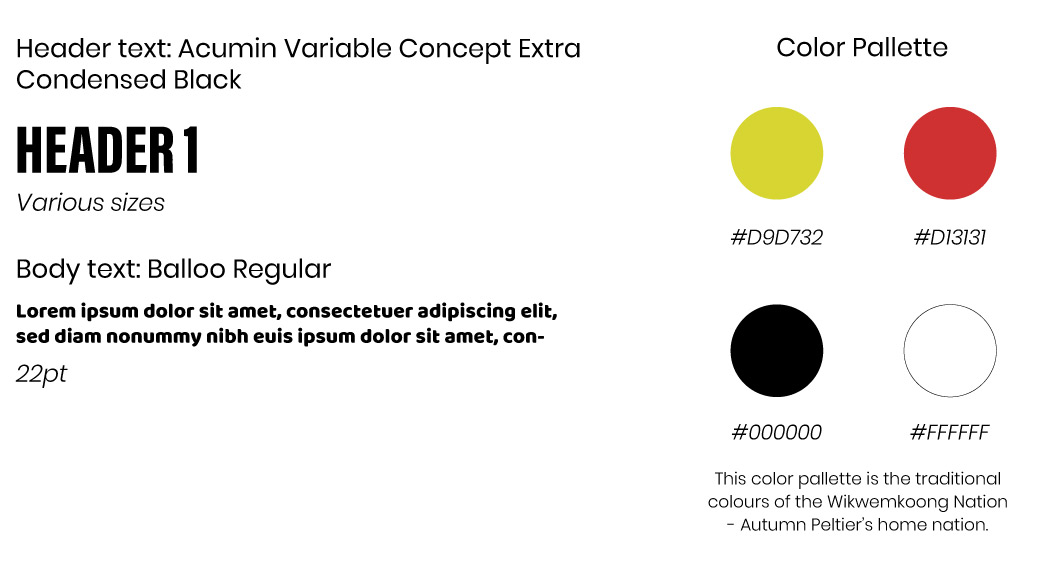 Header text: Acumin Variable Concept Extra
Condensed Black
HEADER 1
Various sizes
Body text: Balloo Regular
Lorem ipsum dolor sit amet, consectetuer adipiscing elit,
sed diam nonummy nibh euis ipsum dolor sit amet, con-
22pt
Color Pallette
#D9D732
#D13131
#000000
#FFFFFF
This color pallette is the traditional
colours of the Wikwemkoong Nation
- Autumn Peltier's home nation.